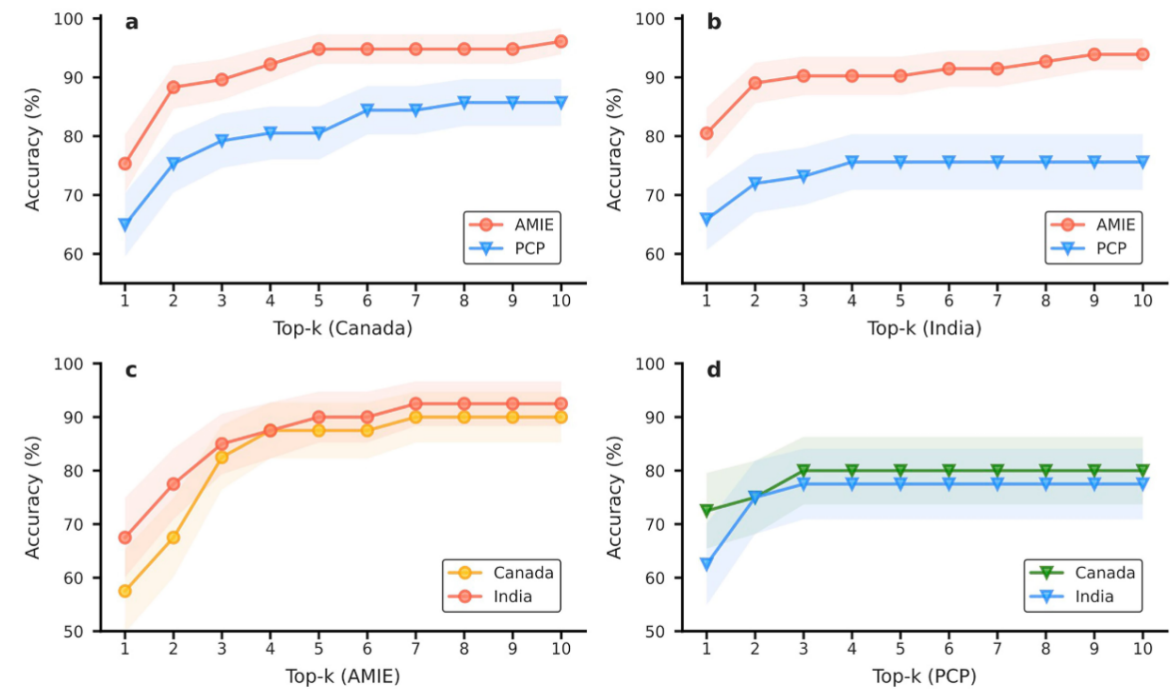 a
100
90
80
70
60
Accuracy (%)
AMIE
PCP
1 2 3 4 5 6 7 8 9 10
Top-k (Canada)
b
100
90
80
70
60
Accuracy (%)
AMIE
PCP
1 2 3 4 5 6 7 8 9 10
Top-k (India)
c
100
90
80
70
60
50
Accuracy (%)
Canada
India
1 2 3 4 5 6 7 8 9 10
Top-k (AMIE)
d
100
90
80
70
60
50
Accuracy (%)
Canada
India
1 2 3 4 5 6 7 8 9 10
Top-k (PCP)